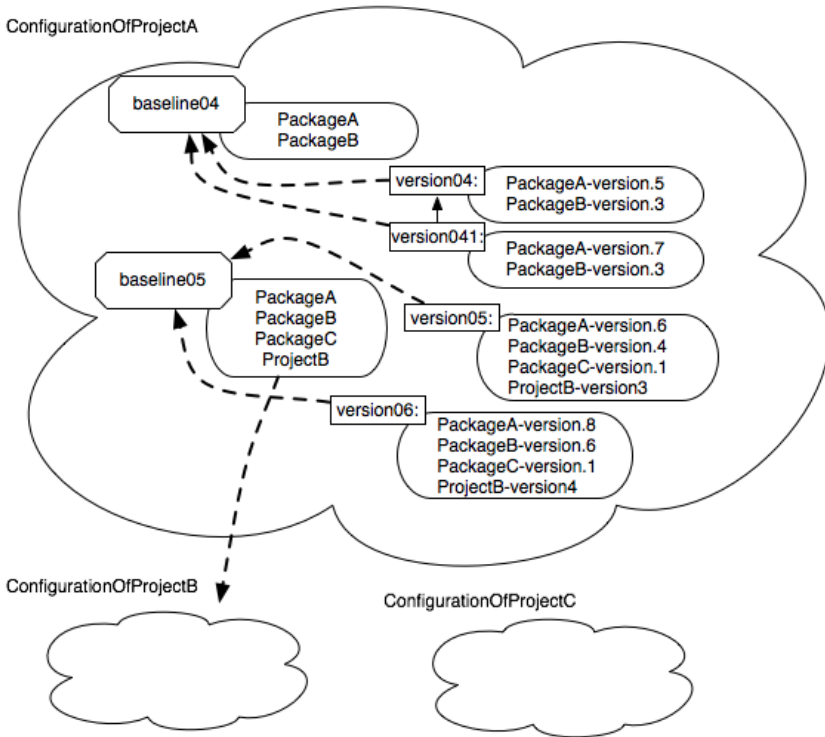 ConfigurationOfProjectA
baseline04
PackageA
PackageB
version04:
PackageA-version.5
PackageB-version.3
version041:
PackageA-version.7
PackageB-version.3
baseline05
PackageA
PackageB
PackageC
ProjectB
version05:
PackageA-version.6
PackageB-version.4
PackageC-version.1
ProjectB-version3
version06:
PackageA-version.8
PackageB-version.6
PackageC-version.1
ProjectB-version4
ConfigurationOfProjectB
ConfigurationOfProjectC